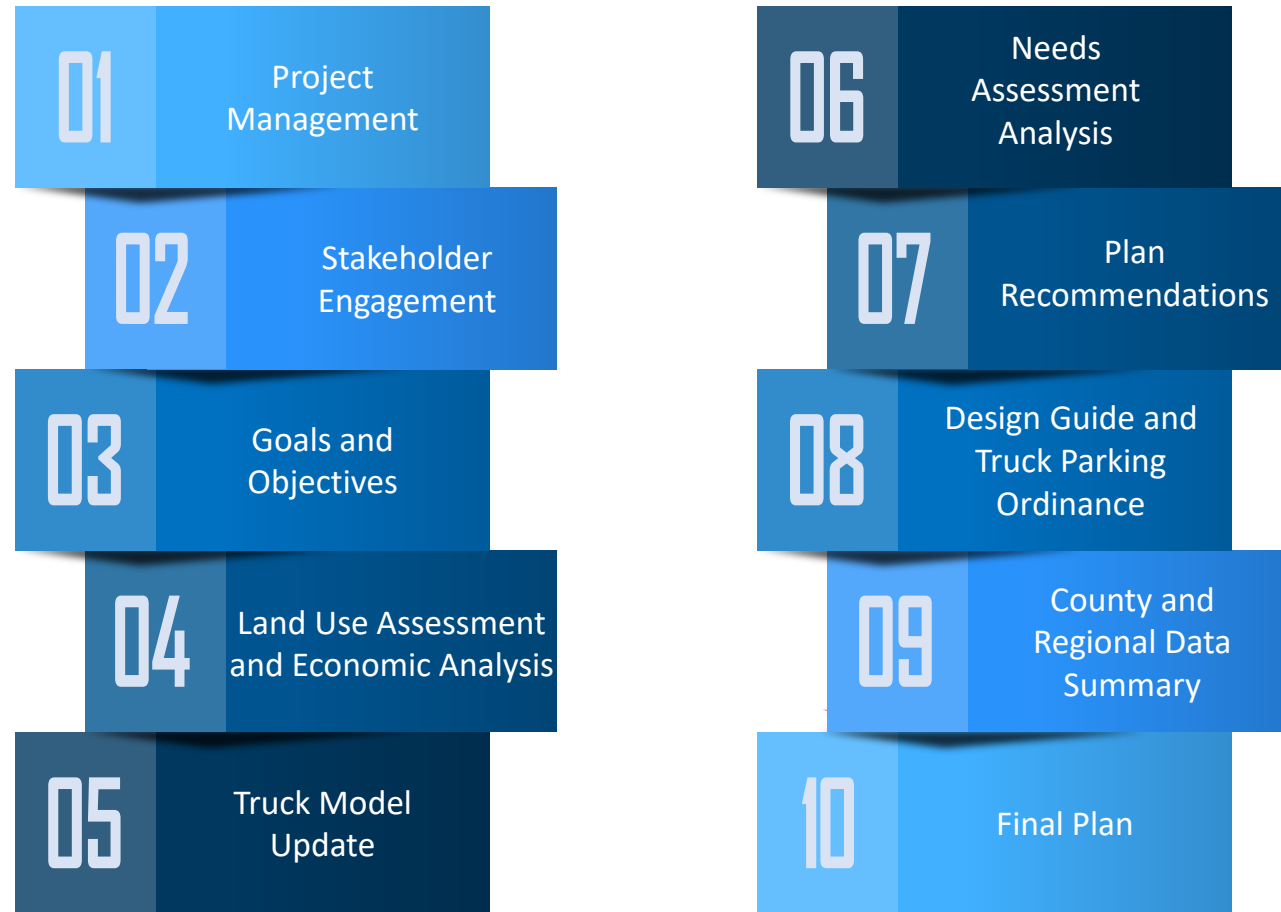 01
Project
Management
02
Stakeholder
Engagement
03
Goals and
Objectives
04
Land Use Assessment
and Economic Analysis
05
Truck Model
Update
06
Needs
Assessment
Analysis
07
Plan
Recommendations
08
Design Guide and
Truck Parking
Ordinance
09
County and
Regional Data
Summary
10
Final Plan